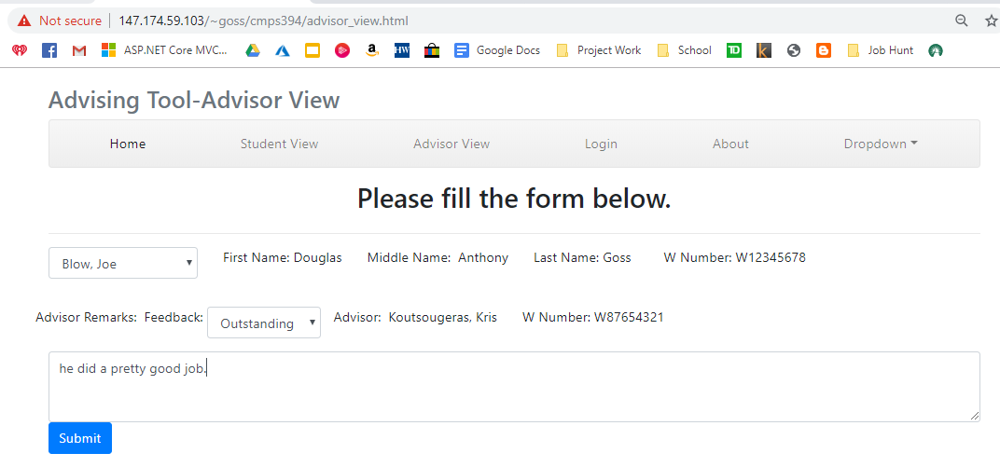 Not secure | 147.174.59.103/~goss/cmps394/advisor_view.html
ASP.NET Core MVC... HW Google Docs Project Work School TD k Job Hunt
Advising Tool-Advisor View
Home Student View Advisor View Login About Dropdown
Please fill the form below.
Blow, Joe First Name: Douglas Middle Name: Anthony Last Name: Goss W Number: W12345678
Advisor Remarks: Feedback: Outstanding Advisor: Koutsougeras, Kris W Number: W87654321
he did a pretty good job.
Submit